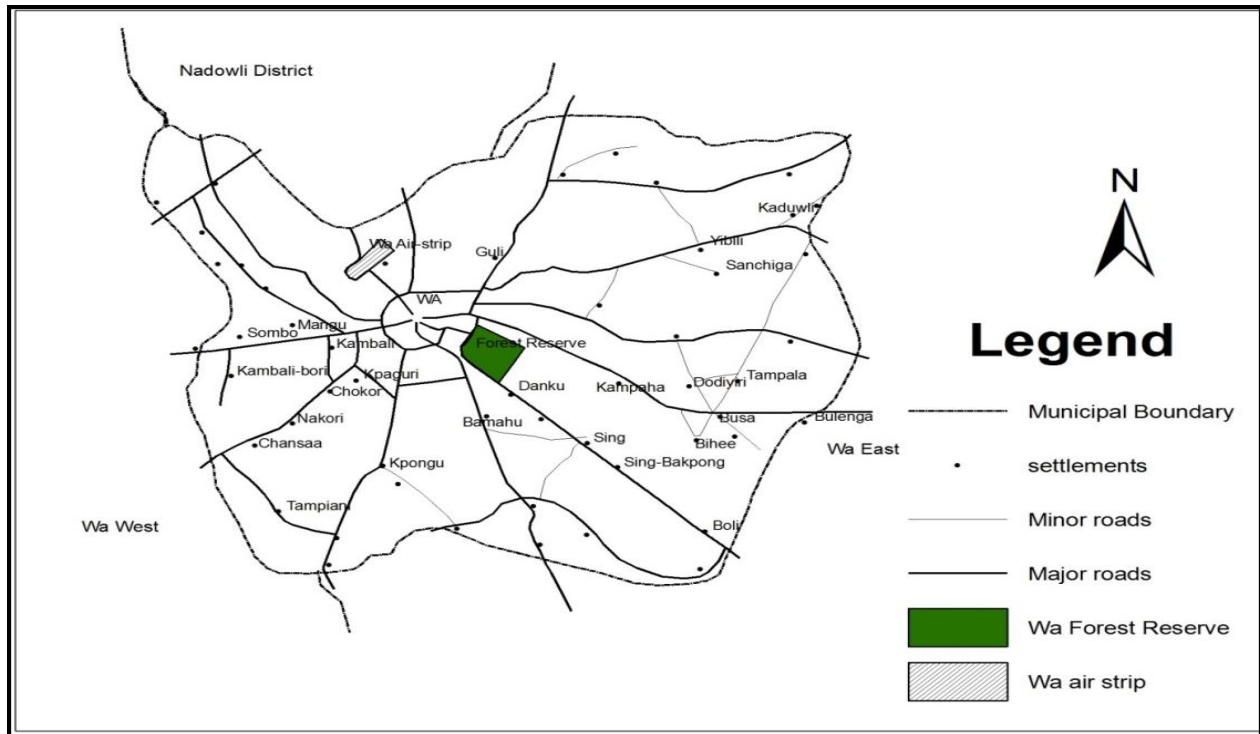 Nadowli District
N
Kaduwli
Wa Air-strip
Guli
Yibili
Sanchiga
WA
Mangu
Sombo
Kambali
Forest Reserve
Legend
Kambali-bori
Kpaguri
Chokor
Danku
Kampaha
Dodiyiri
Tampala
Municipal Boundary
Nakori
Bamahu
Busa
Bulenga
Chansaa
Sing
Bihee
Wa East
Kpongu
Sing-Bakpong
settlements
Tampiani
Minor roads
Wa West
Boli
Major roads
Wa Forest Reserve
Wa air strip